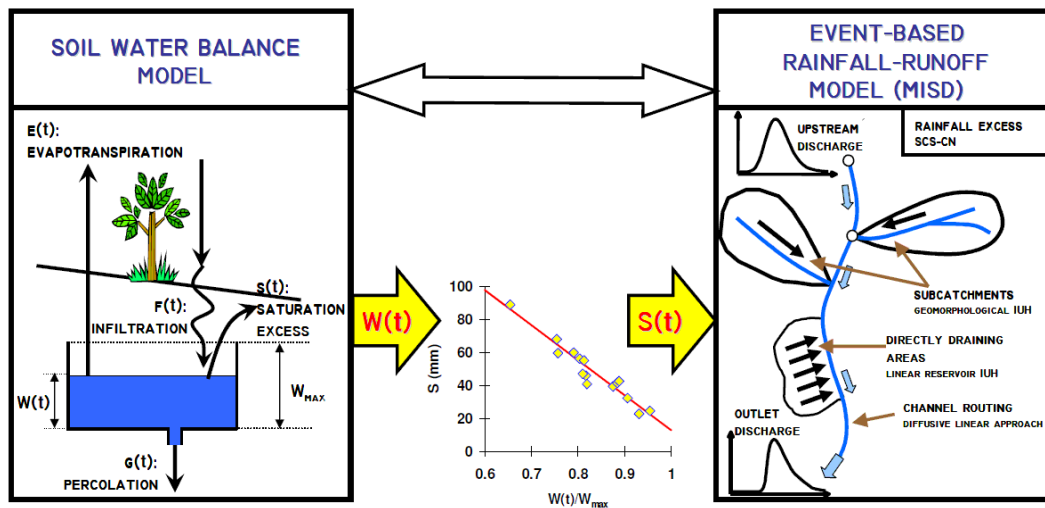 SOIL WATER BALANCE
MODEL
E(t):
EVAPOTRANSPIRATION
F(t):
INFILTRATION
S(t):
SATURATION
EXCESS
W(t)
WMAX
G(t):
PERCOLATION
W(t)
S (mm)
100
80
60
40
20
0
0.6 0.7 0.8 0.9 1
W(t)/Wmax
S(t)
EVENT-BASED
RAINFALL-RUNOFF
MODEL (MISD)
UPSTREAM
DISCHARGE
RAINFALL EXCESS
SCS-CN
SUBCATCHMENTS
GEOMORPHOLOGICAL IUH
DIRECTLY DRAINING
AREAS
LINEAR RESERVOIR IUH
CHANNEL ROUTING
DIFFUSIVE LINEAR APPROACH
OUTLET
DISCHARGE